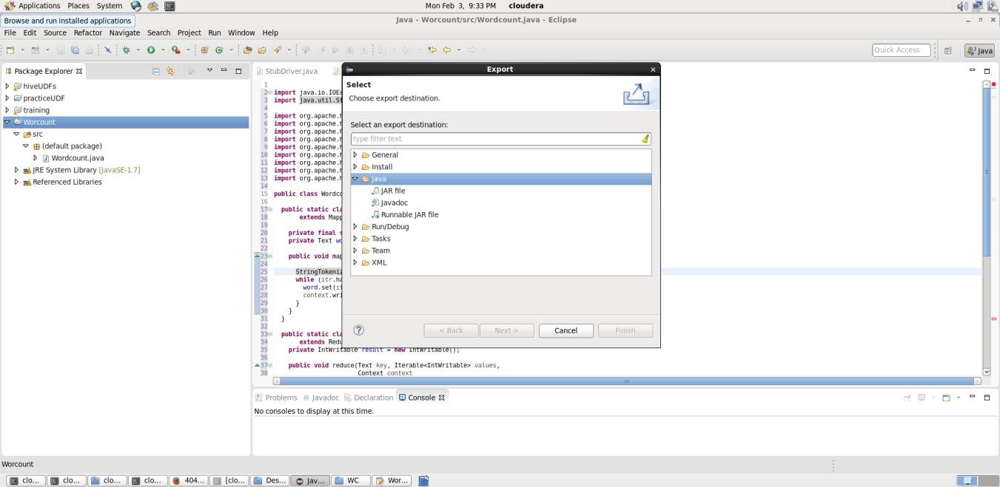 Applications Places System
Mon Feb 3, 9:33 PM cloudera
Browse and run installed applications
Java - Worcount/src/Wordcount.java - Eclipse
File Edit Source Refactor Navigate Search Project Run Window Help
Quick Access
Java
Package Explorer
hiveUDFs
practiceUDF
training
Worcount
src
(default package)
Wordcount.java
JRE System Library [JavaSE-1.7]
Referenced Libraries
StubDriver.java
1
2 import java.io.IOEx
3 import java.util.St
4
5 import org.apache.h
6 import org.apache.h
7 import org.apache.h
8 import org.apache.h
9 import org.apache.h
10 import org.apache.h
11 import org.apache.h
12 import org.apache.h
13 import org.apache.h
14
15 public class Wordco
16
17 public static cla
18 extends Mapp
19
20 private final s
21 private Text wo
22
23 public void map
24
25 StringTokeniz
26 while (itr.ha
27 word.set(it
28 context.wri
29 }
30 }
31 }
32
33 public static cla
34 extends Redu
35 private IntWritable result = new IntWritable();
36
37 public void reduce(Text key, Iterable<IntWritable> values,
38 Context context
Export
Select
Choose export destination.
Select an export destination:
type filter text
General
Install
Java
JAR file
Javadoc
Runnable JAR file
Run/Debug
Tasks
Team
XML
? < Back Next > Cancel Finish
Problems @ Javadoc Declaration Console
No consoles to display at this time.
Worcount
clo... clo... clo... clo... 404... [clo... Des... Jav... WC Wor...